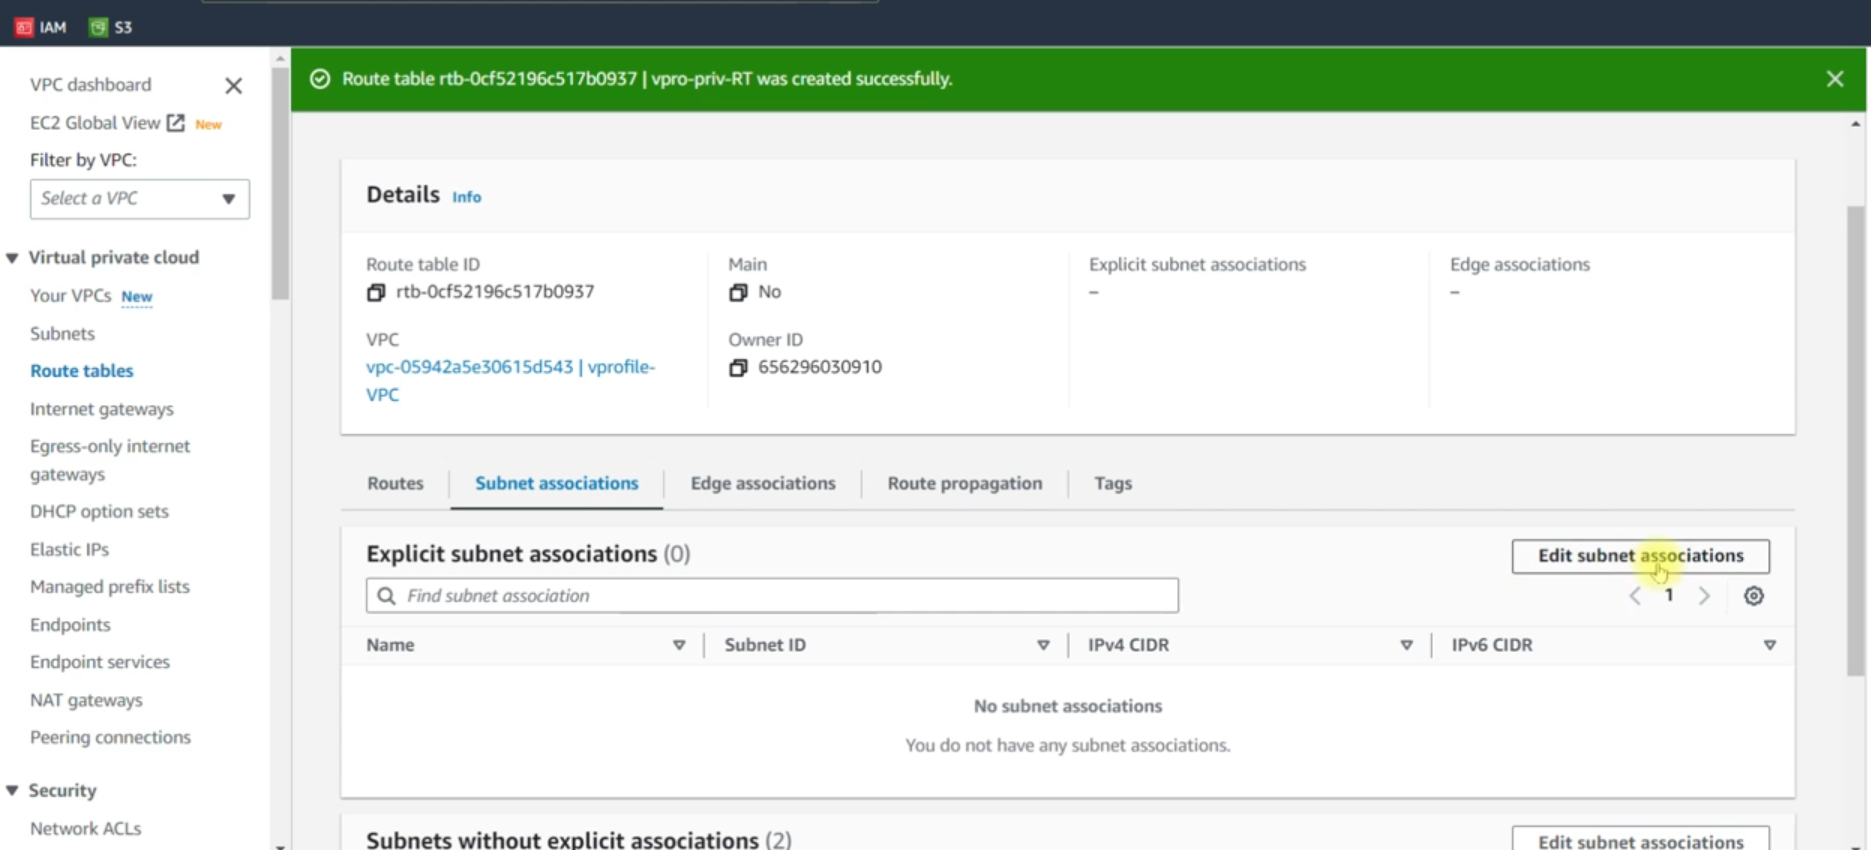 IAM S3
Route table rtb-0cf52196c517b0937 | vpro-priv-RT was created successfully.
VPC dashboard
EC2 Global View New
Filter by VPC:
Select a VPC
Virtual private cloud
Your VPCs New
Subnets
Route tables
Internet gateways
Egress-only internet
gateways
DHCP option sets
Elastic IPs
Managed prefix lists
Endpoints
Endpoint services
NAT gateways
Peering connections
Security
Network ACLs
Details Info
Route table ID
rtb-0cf52196c517b0937
Main
No
Explicit subnet associations
–
Edge associations
–
VPC
vpc-05942a5e30615d543 | vprofile-
VPC
Owner ID
656296030910
Routes Subnet associations Edge associations Route propagation Tags
Explicit subnet associations (0)
Edit subnet associations
Find subnet association
1
Name Subnet ID IPv4 CIDR IPv6 CIDR
No subnet associations
You do not have any subnet associations.
Subnets without explicit associations (2)
Edit subnet associations